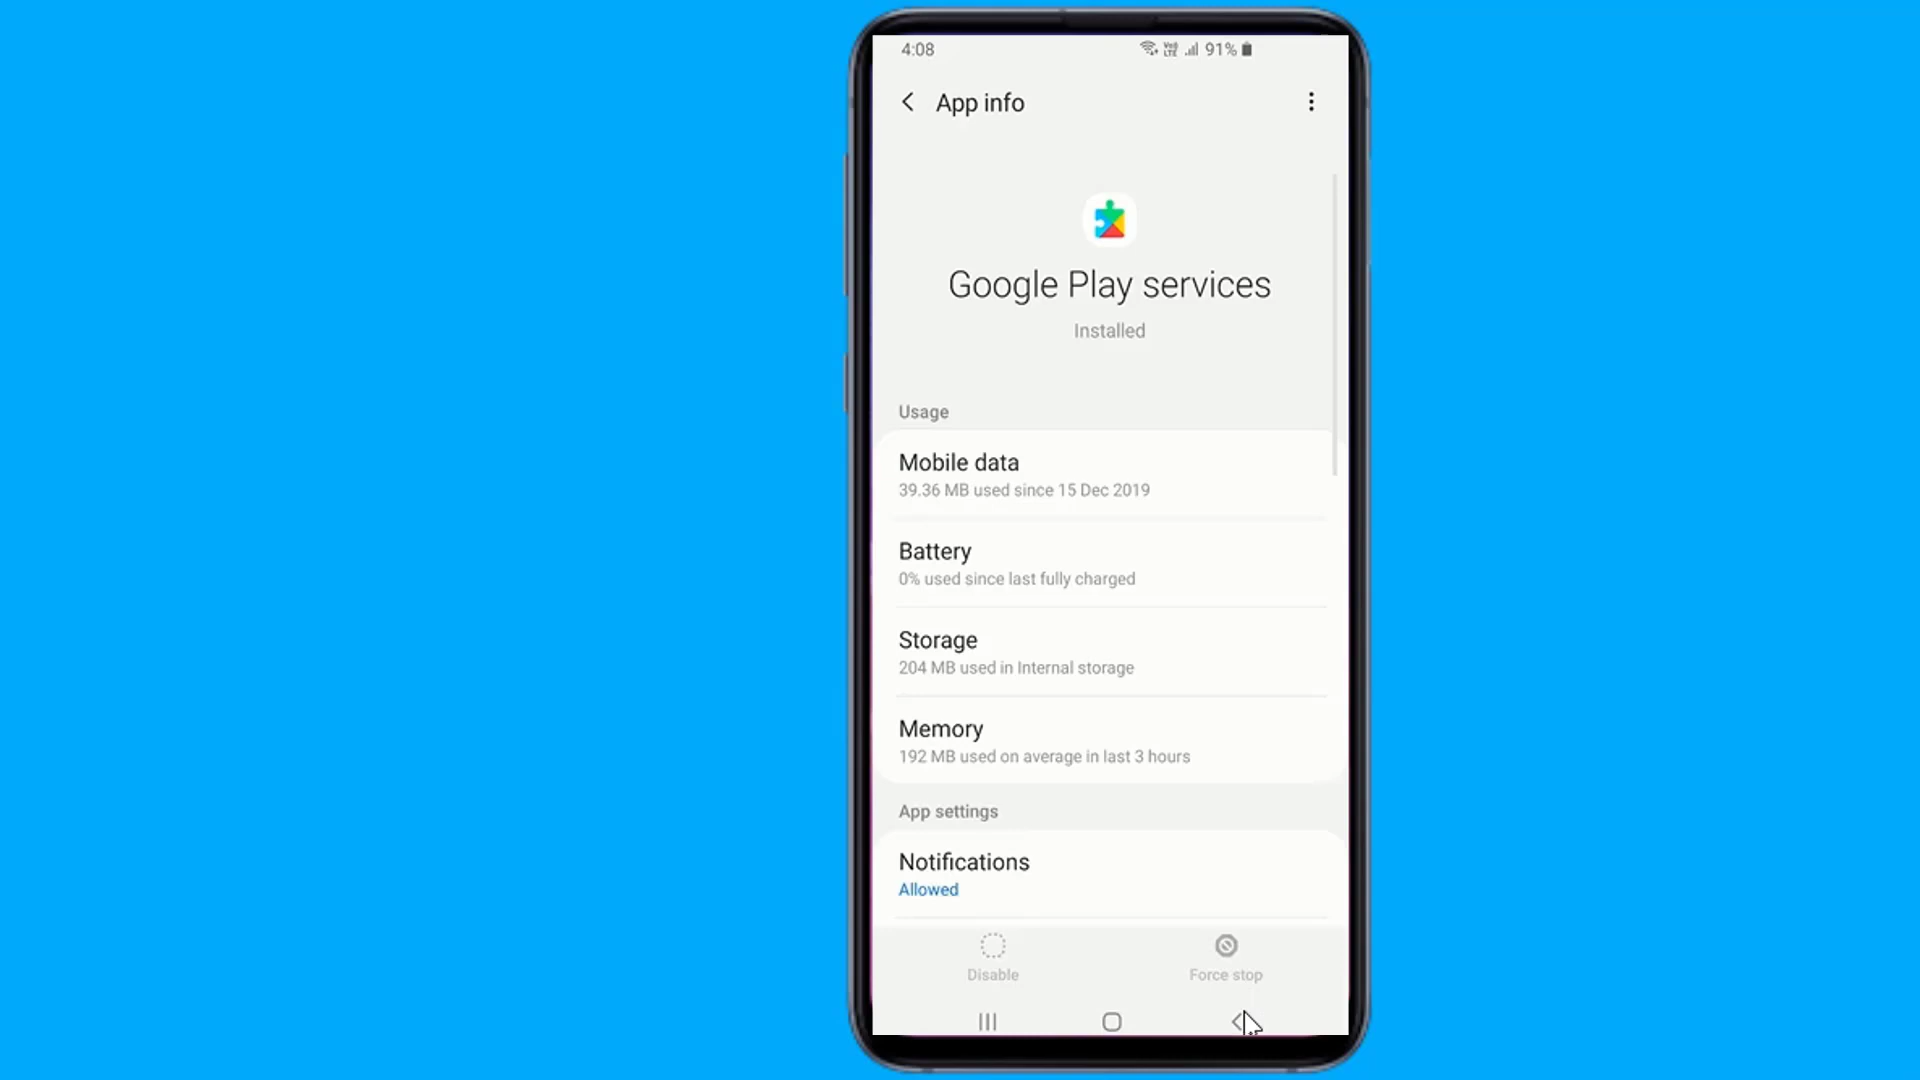 4:08
Vo) LTE 91%
App info
Google Play services
Installed
Usage
Mobile data
39.36 MB used since 15 Dec 2019
Battery
0% used since last fully charged
Storage
204 MB used in Internal storage
Memory
192 MB used on average in last 3 hours
App settings
Notifications
Allowed
Disable
Force stop